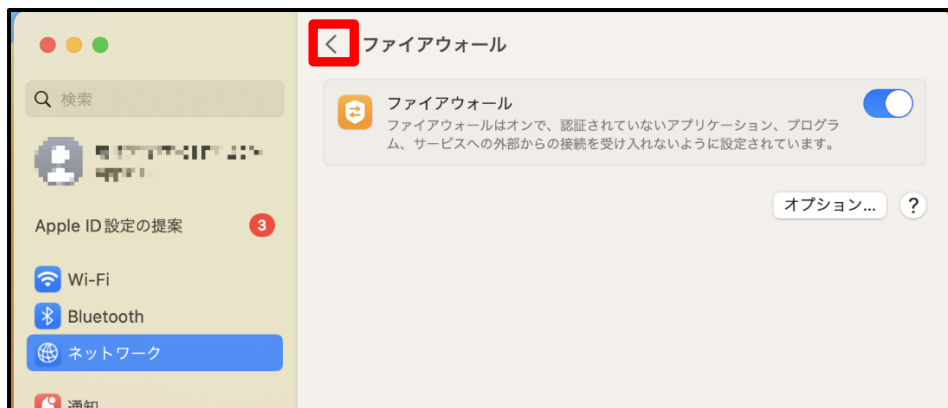 ファイアウォール
検索
ファイアウォール
ファイアウォールはオンで、認証されていないアプリケーション、プログラ
ム、サービスへの外部からの接続を受け入れないように設定されています。
オプション... ?
Apple ID設定の提案 3
Wi-Fi
Bluetooth
ネットワーク
通知